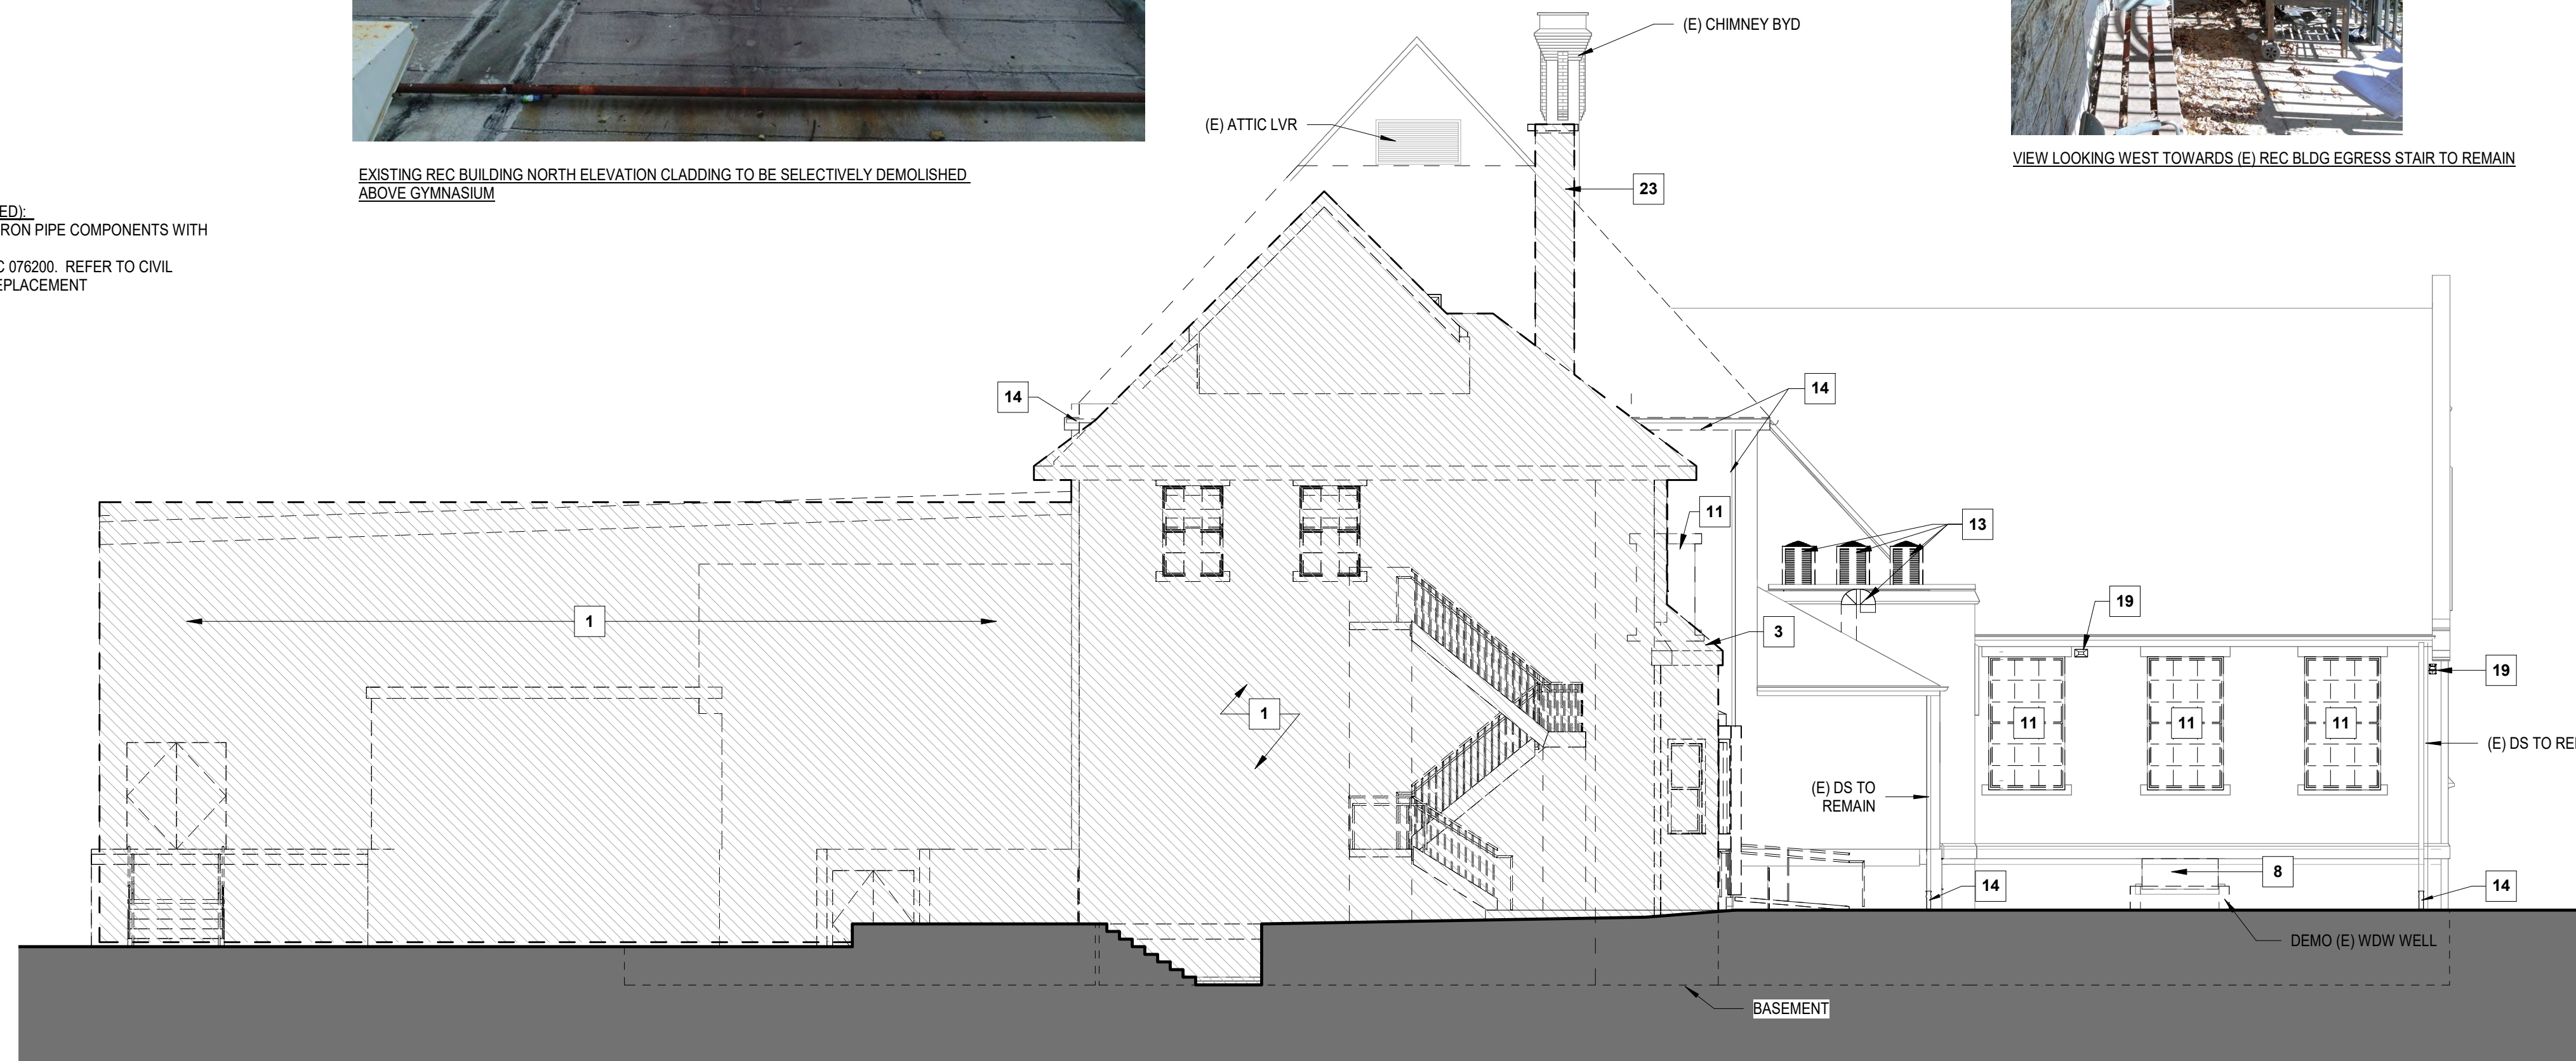 (E) CHIMNEY BYD
(E) ATTIC LVR
VIEW LOOKING WEST TOWARDS (E) REC BLDG EGRESS STAIR TO REMAIN
EXISTING REC BUILDING NORTH ELEVATION CLADDING TO BE SELECTIVELY DEMOLISHED
ABOVE GYMNASIUM
23
ED):
RON PIPE COMPONENTS WITH
C 076200. REFER TO CIVIL
EPLACEMENT
14
14
11
13
19
1
3
19
1
11
11
11
(E) DS TO RE
(E) DS TO
REMAIN
8
14
14
DEMO (E) WDW WELL
BASEMENT